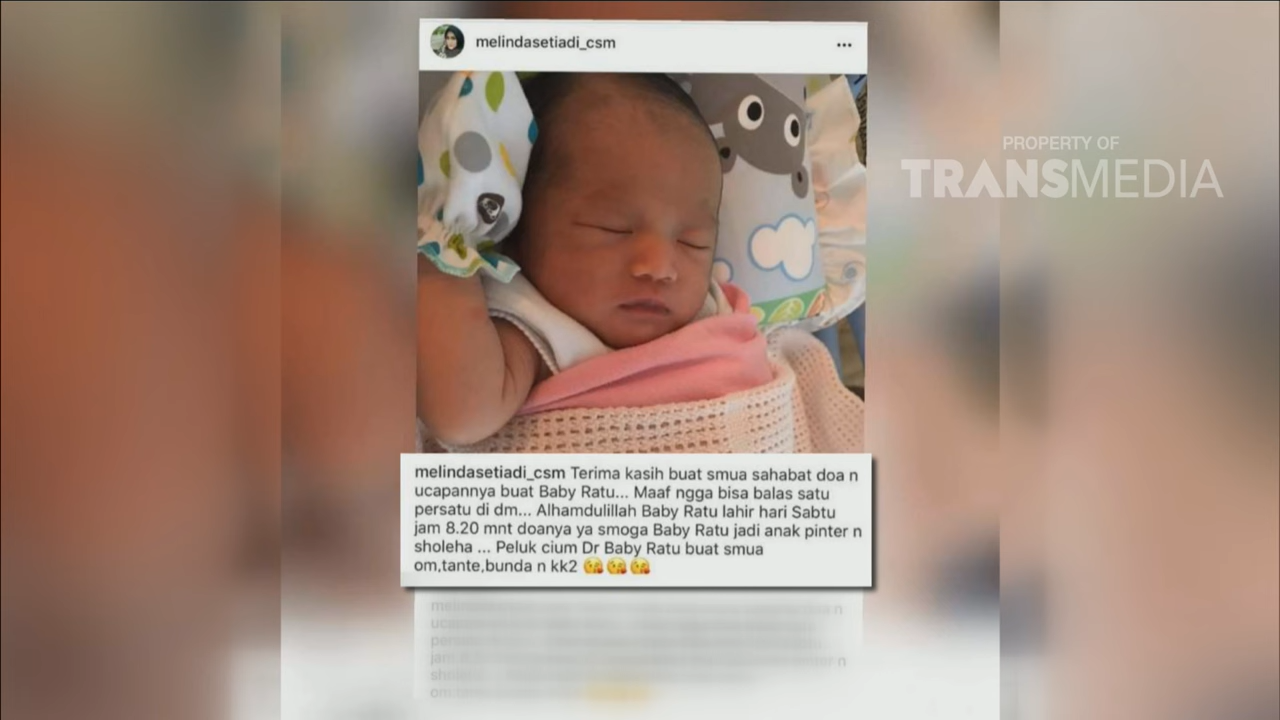 melindasetiadi_csm
PROPERTY OF
TRANSMEDIA
melindasetiadi_csm Terima kasih buat smua sahabat doa n
ucapannya buat Baby Ratu... Maaf ngga bisa balas satu
persatu di dm... Alhamdulillah Baby Ratu lahir hari Sabtu
jam 8.20 mnt doanya ya smoga Baby Ratu jadi anak pinter n
sholeha ... Peluk cium Dr Baby Ratu buat smua
om,tante,bunda n kk2 😘😘😘